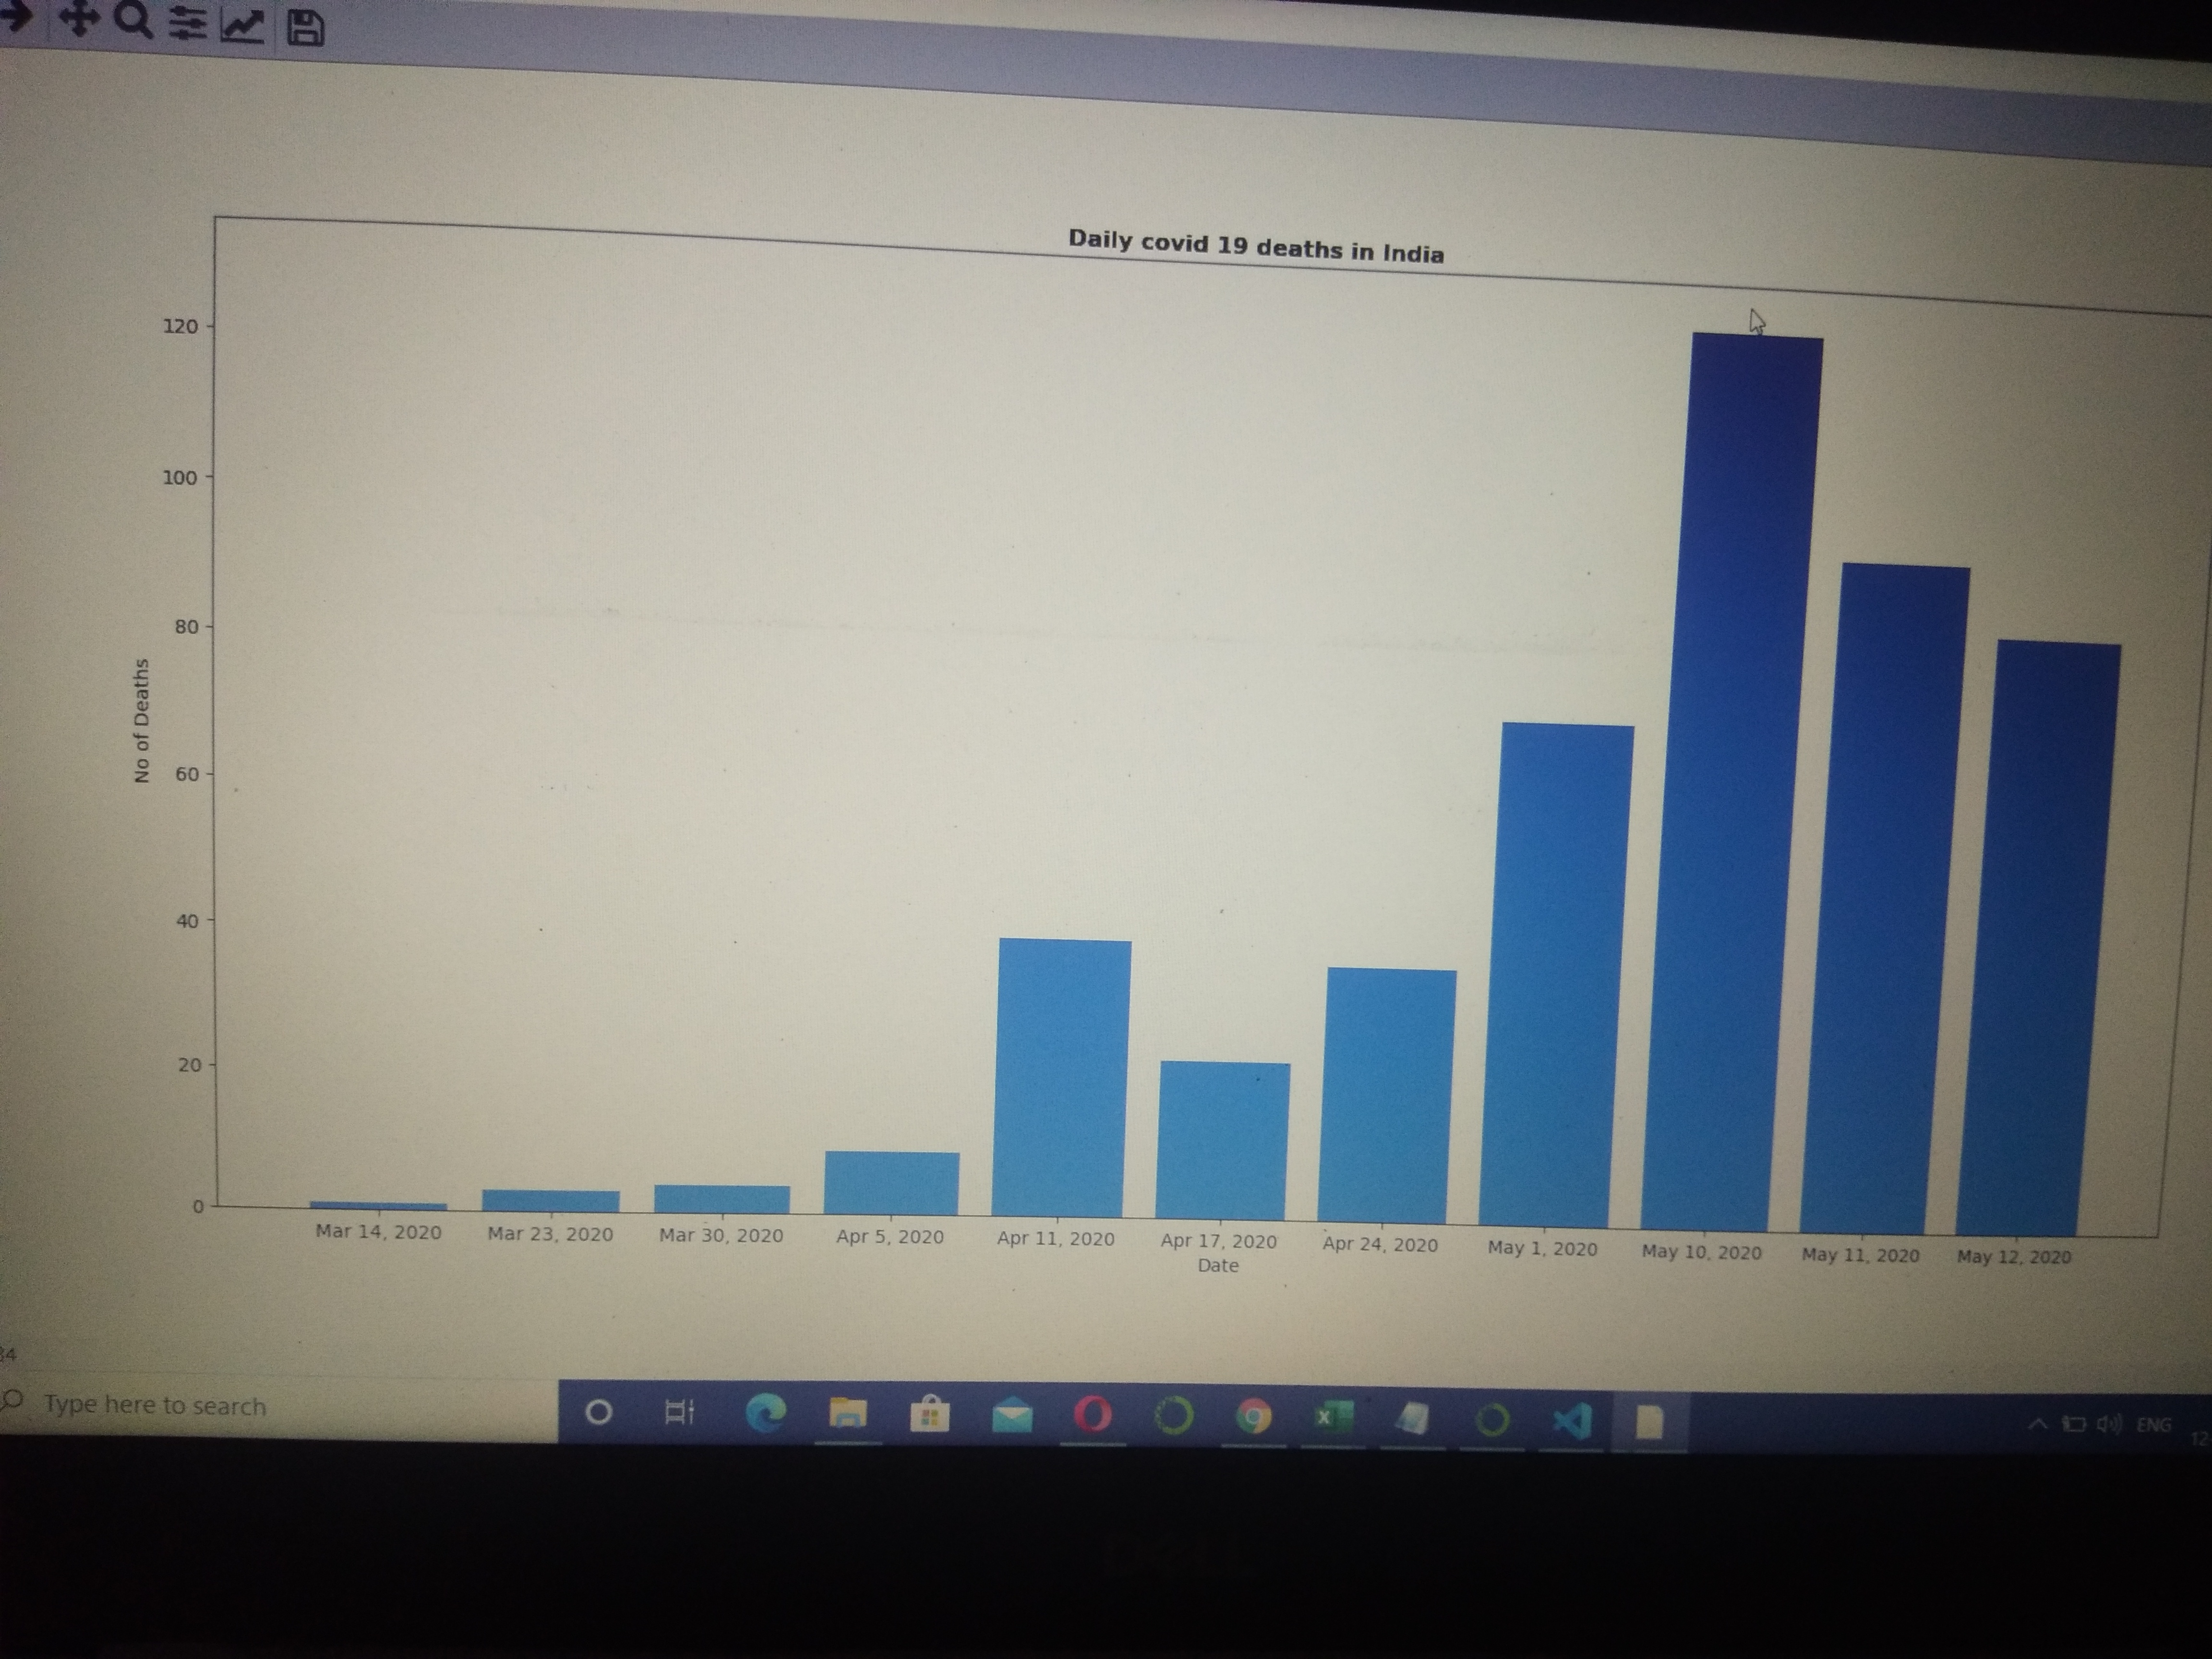 Daily covid 19 deaths in India
120
100
80
60
40
20
0
No of Deaths
Mar 14, 2020 Mar 23, 2020 Mar 30, 2020 Apr 5, 2020 Apr 11, 2020 Apr 17, 2020 Apr 24, 2020 May 1, 2020 May 10, 2020 May 11, 2020 May 12, 2020
Date
Type here to search
ENG